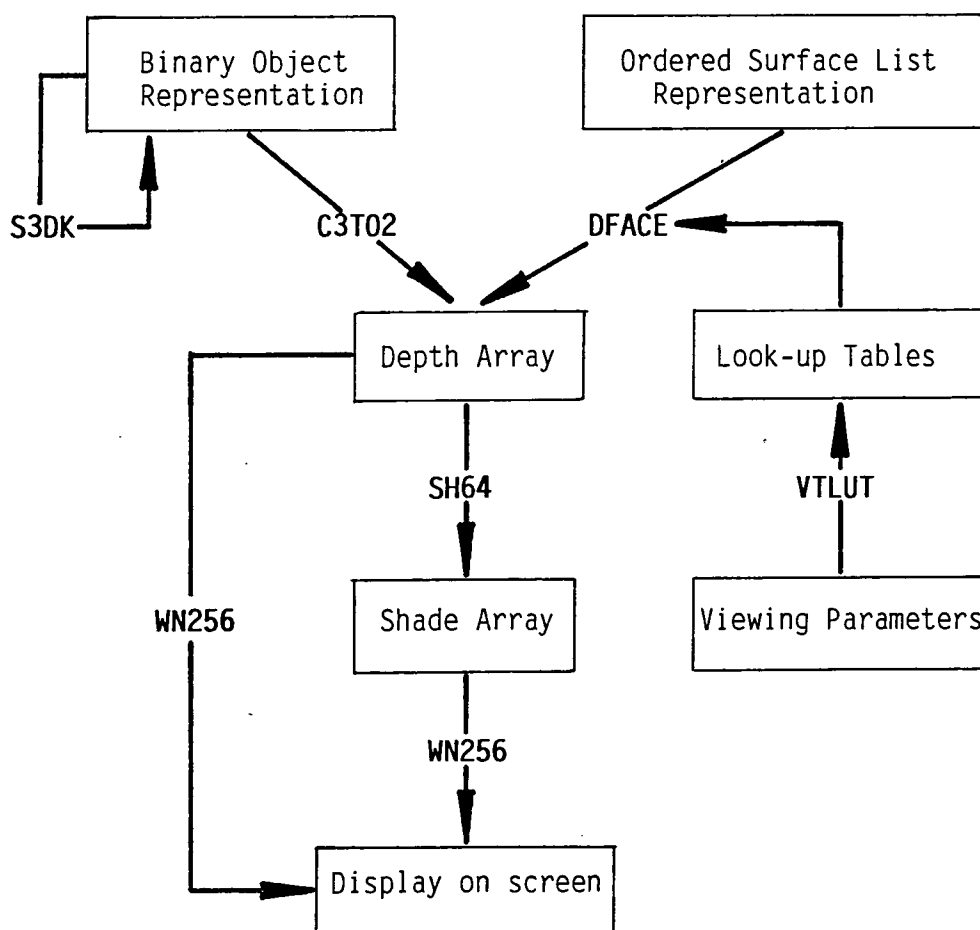 Binary Object
Representation
Ordered Surface List
Representation
S3DK
C3TO2
DFACE
Depth Array
Look-up Tables
SH64
VTLUT
WN256
Shade Array
Viewing Parameters
WN256
Display on screen